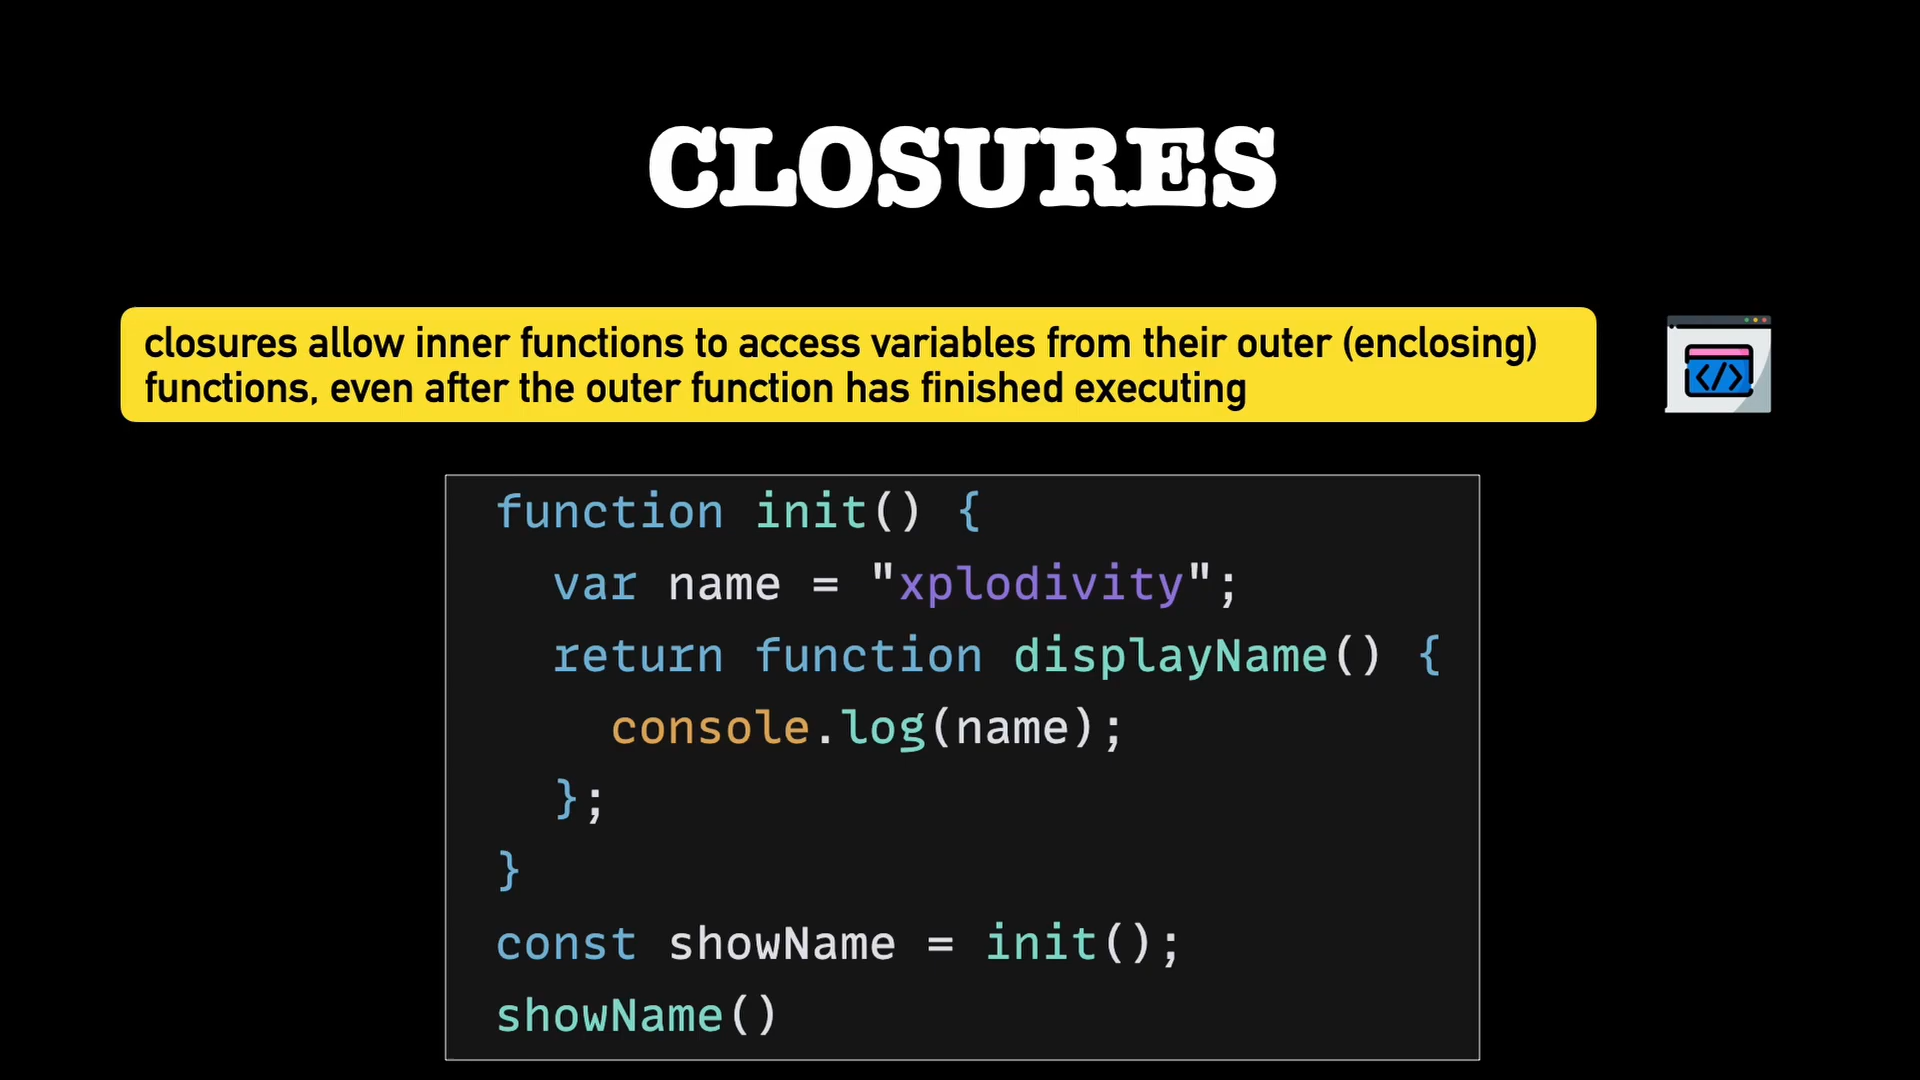 CLOSURES
closures allow inner functions to access variables from their outer (enclosing)
functions, even after the outer function has finished executing
</>
function init() {
  var name = "xplodivity";
  return function displayName() {
    console.log(name);
  };
}
const showName = init();
showName()